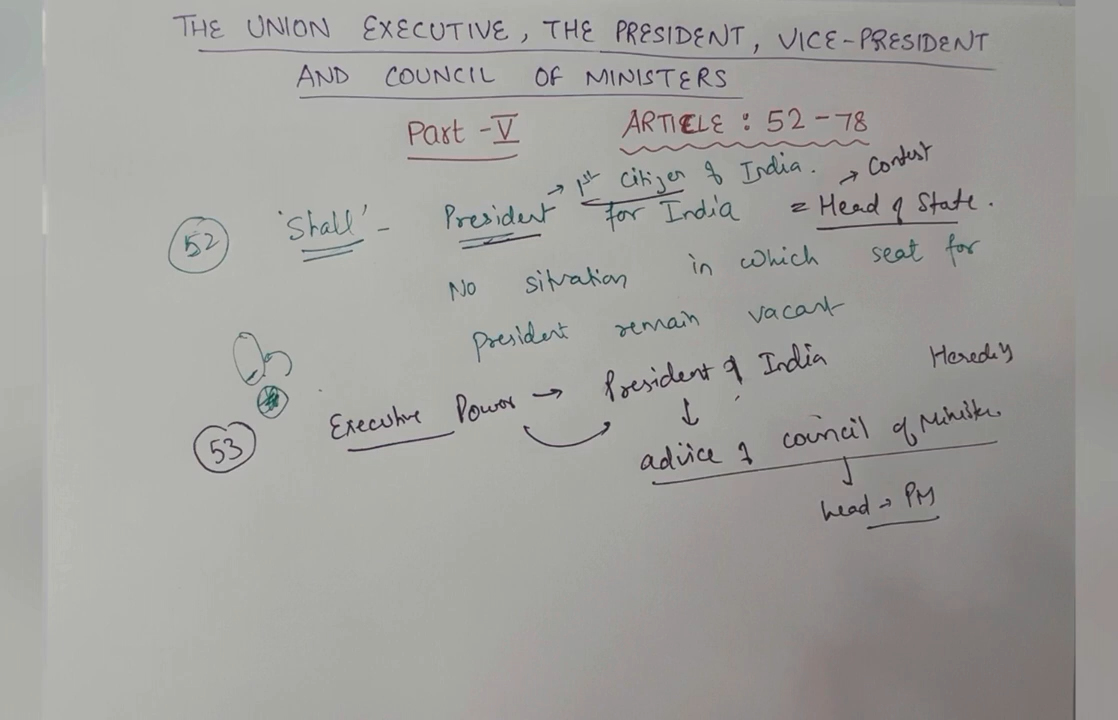 THE UNION EXECUTIVE, THE PRESIDENT, VICE-PRESIDENT
AND COUNCIL OF MINISTERS
Part-V ARTICLE: 52-78
→ 1st citizen of India. → Contest
52 'Shall' - President for India = Head of State.
No situation in which seat for
president remain vacant
53 Executive Power → President of India
↓
advice of council of Minister
↓
head → PM